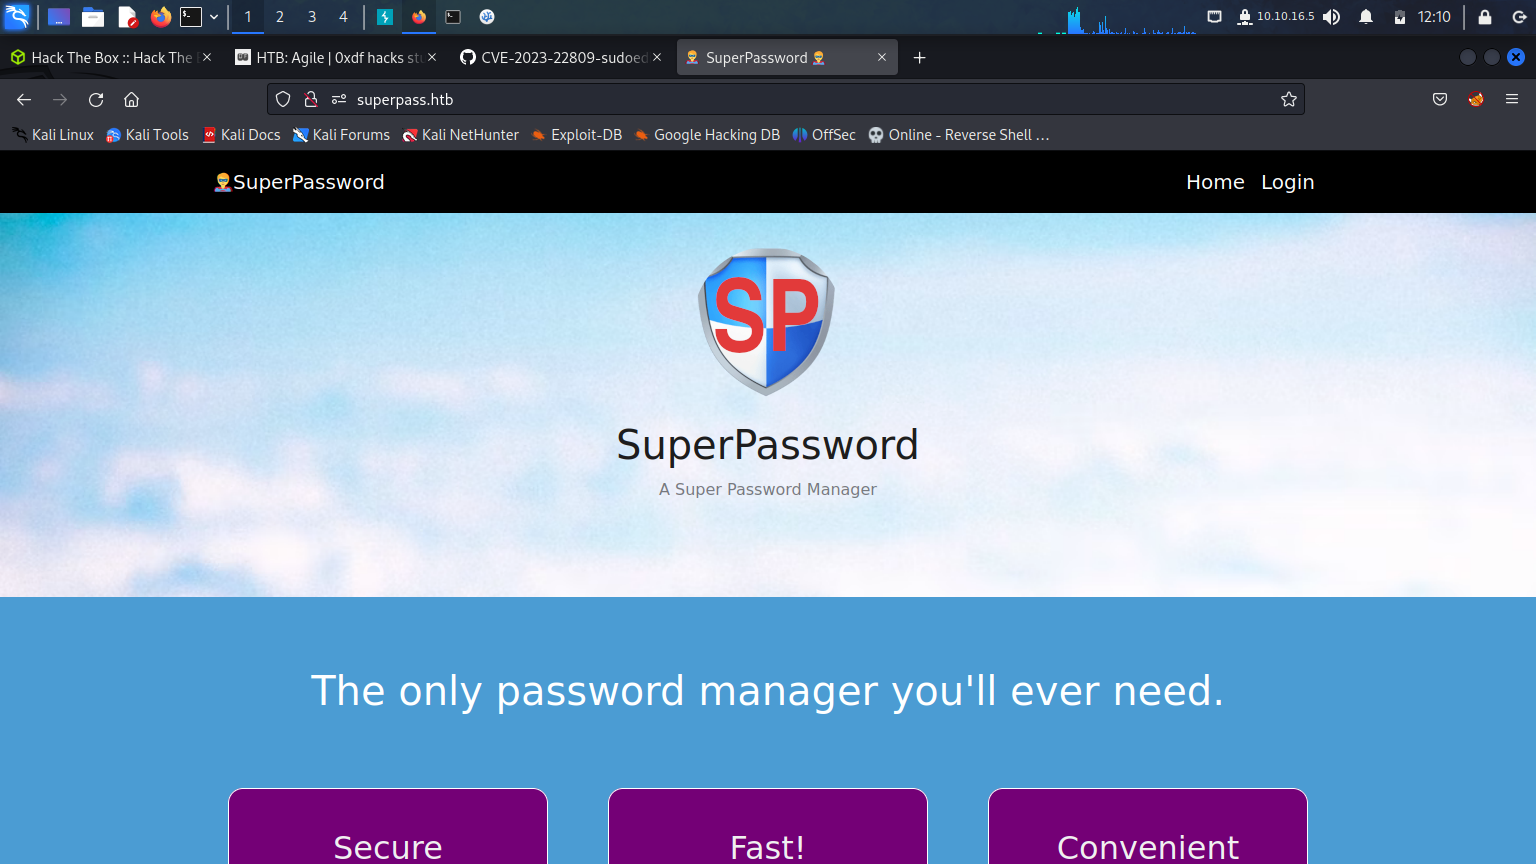 1 2 3 4 10.10.16.5 12:10
Hack The Box :: Hack The HTB: Agile | 0xdf hacks CVE-2023-22809-sudoed SuperPassword
superpass.htb
Kali Linux Kali Tools Kali Docs Kali Forums Kali NetHunter Exploit-DB Google Hacking DB OffSec Online - Reverse Shell …
SuperPassword Home Login
SP
SuperPassword
A Super Password Manager
The only password manager you'll ever need.
Secure Fast! Convenient